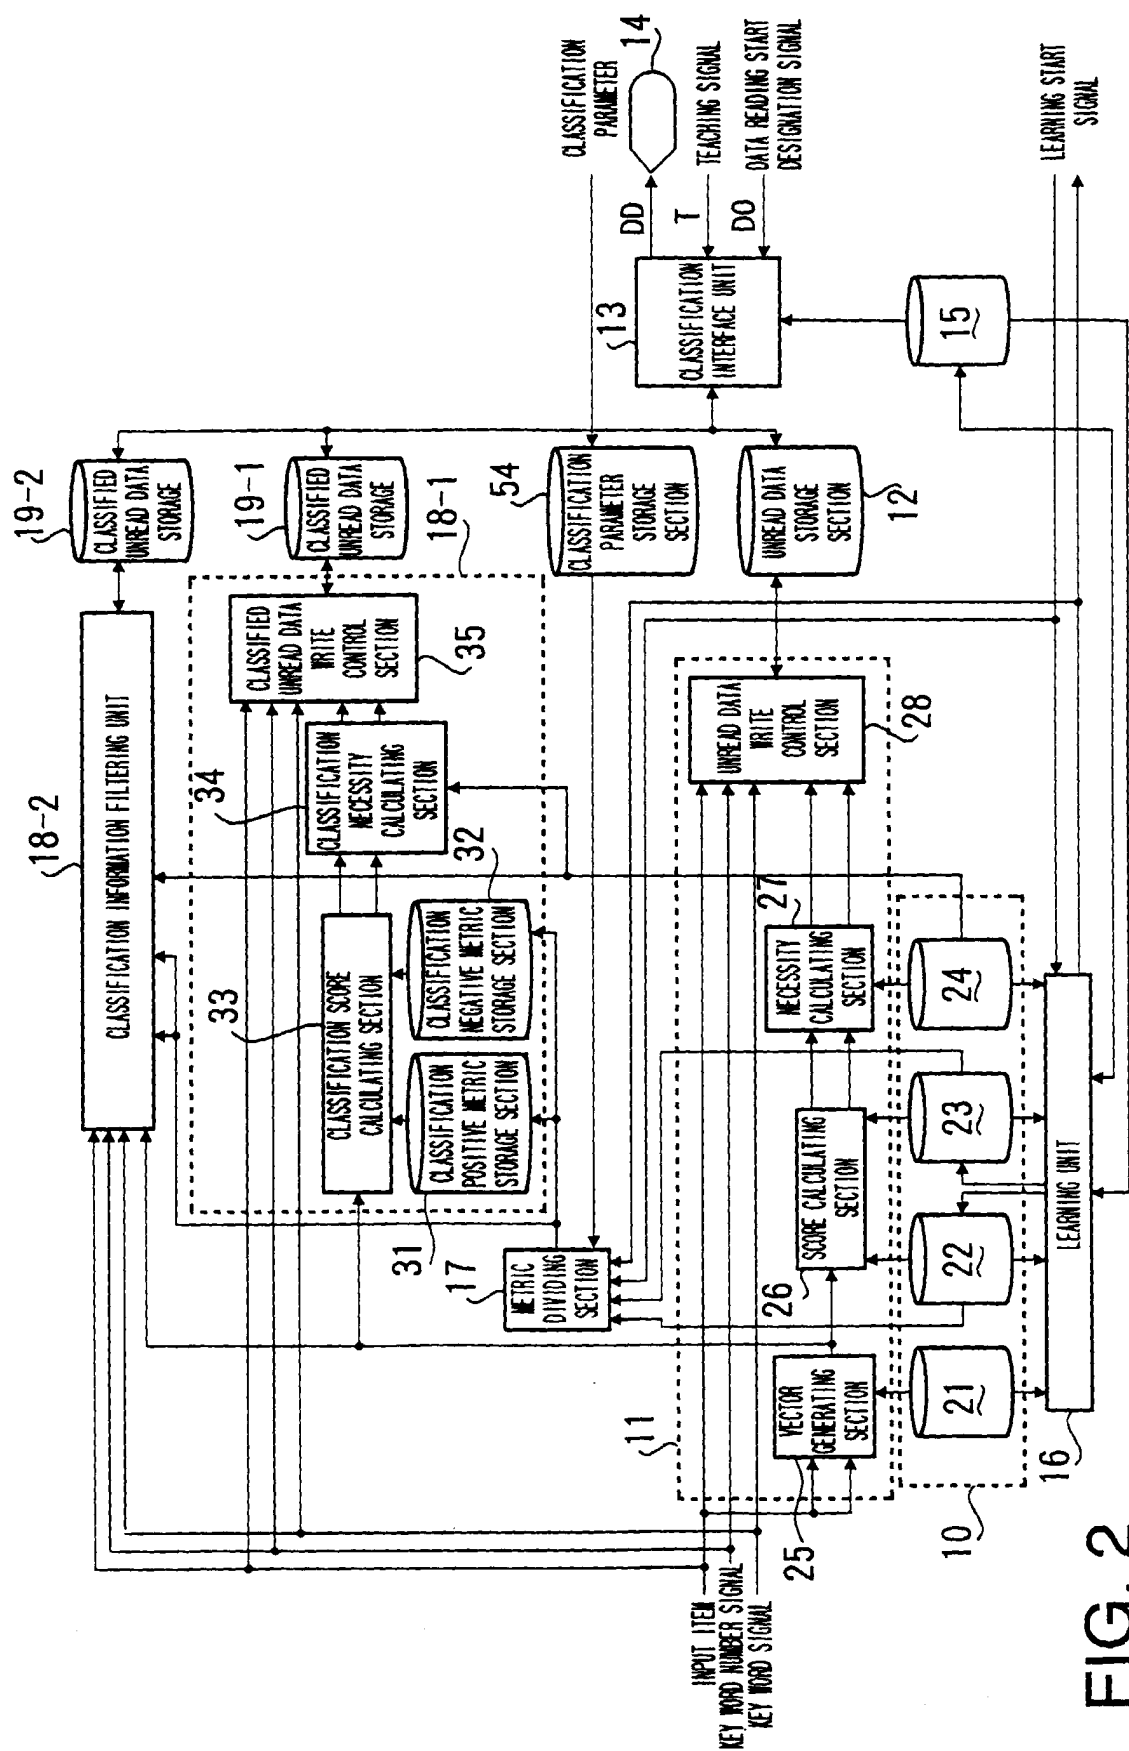 18-2
CLASSIFICATION INFORMATION FILTERING UNIT
19-2
CLASSIFIED
UNREAD DATA
STORAGE
33
CLASSIFICATION SCORE
CALCULATING SECTION
31
CLASSIFICATION
POSITIVE METRIC
STORAGE SECTION
32
CLASSIFICATION
NEGATIVE METRIC
STORAGE SECTION
34
CLASSIFICATION
NECESSITY
CALCULATING
SECTION
35
CLASSIFIED
UNREAD DATA
WRITE
CONTROL
SECTION
18-1
19-1
CLASSIFIED
UNREAD DATA
STORAGE
17
METRIC
DIVIDING
SECTION
54
CLASSIFICATION
PARAMETER
STORAGE
SECTION
CLASSIFICATION
PARAMETER
14
DD
T
TEACHING SIGNAL
DO
DATA READING START
DESIGNATION SIGNAL
13
CLASSIFICATION
INTERFACE UNIT
12
UNREAD DATA
STORAGE
SECTION
11
INPUT ITEM
KEY WORD NUMBER SIGNAL
KEY WORD SIGNAL
25
VECTOR
GENERATING
SECTION
26
SCORE CALCULATING
SECTION
27
NECESSITY
CALCULATING
SECTION
28
UNREAD DATA
WRITE
CONTROL
SECTION
10
21
22
23
24
15
16
LEARNING UNIT
LEARNING START
SIGNAL
FIG. 2